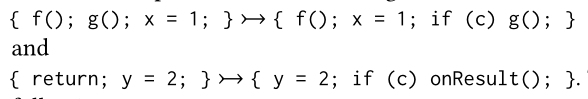 { f(); g(); x = 1; } ↣ { f(); x = 1; if (c) g(); }
and
{ return; y = 2; } ↣ { y = 2; if (c) onResult(); }.